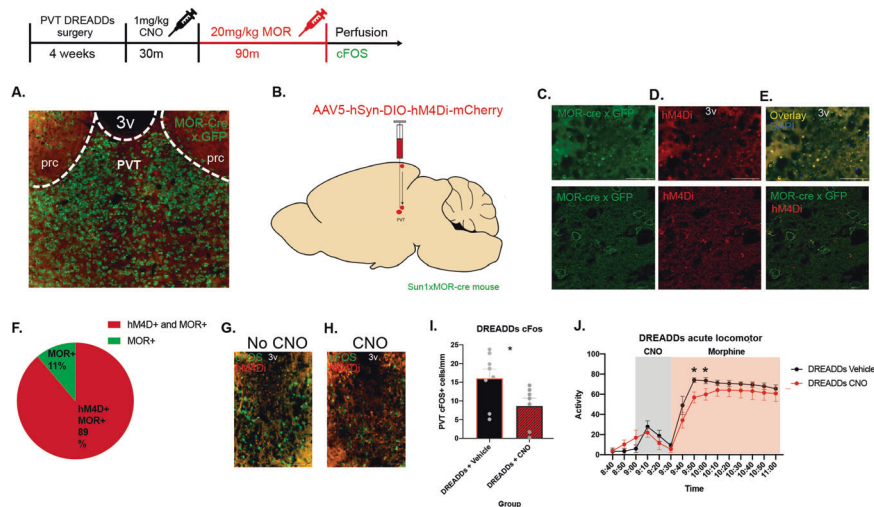 PVT DREADDs
surgery
1mg/kg
CNO
20mg/kg MOR
Perfusion
4 weeks
30m
90m
cFOS
A.
3v
MOR-Cre
x GFP
prc
PVT
prc
B.
AAV5-hSyn-DIO-hM4Di-mCherry
PVT
Sun1xMOR-cre mouse
C.
MOR-cre x GFP
D.
3v
hM4Di
E.
Overlay
3v
MOR-cre x GFP
hM4Di
MOR-cre x GFP
hM4Di
F.
hM4D+ and MOR+
MOR+
MOR+
11%
hM4D+
MOR+
89
%
G.
No CNO
cFOS
3v
hM4Di
H.
CNO
cFOS
3v
hM4Di
I.
DREADDs cFos
*
PVT cFOS+ cells/mm
25
20
15
10
5
0
DREADDs + Vehicle
DREADDs + CNO
Group
J.
DREADDs acute locomotor
CNO
Morphine
DREADDs Vehicle
DREADDs CNO
* *
Activity
100
80
60
40
20
0
8:40
8:50
9:00
9:10
9:20
9:30
9:40
9:50
10:00
10:10
10:20
10:30
10:40
10:50
11:00
Time